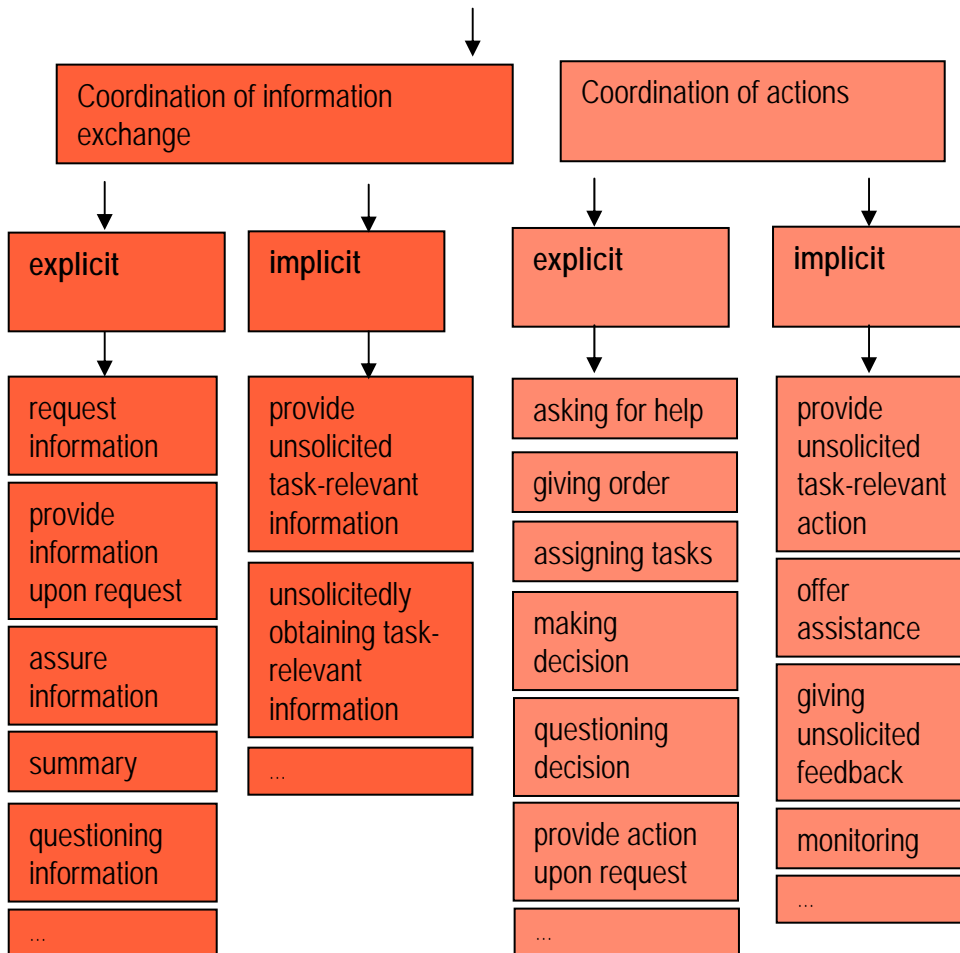 Coordination of information
exchange
Coordination of actions
explicit
implicit
explicit
implicit
request
information
provide
information
upon request
assure
information
summary
questioning
information
...
provide
unsolicited
task-relevant
information
unsolicitedly
obtaining task-
relevant
information
...
asking for help
giving order
assigning tasks
making
decision
questioning
decision
provide action
upon request
...
provide
unsolicited
task-relevant
action
offer
assistance
giving
unsolicited
feedback
monitoring
...